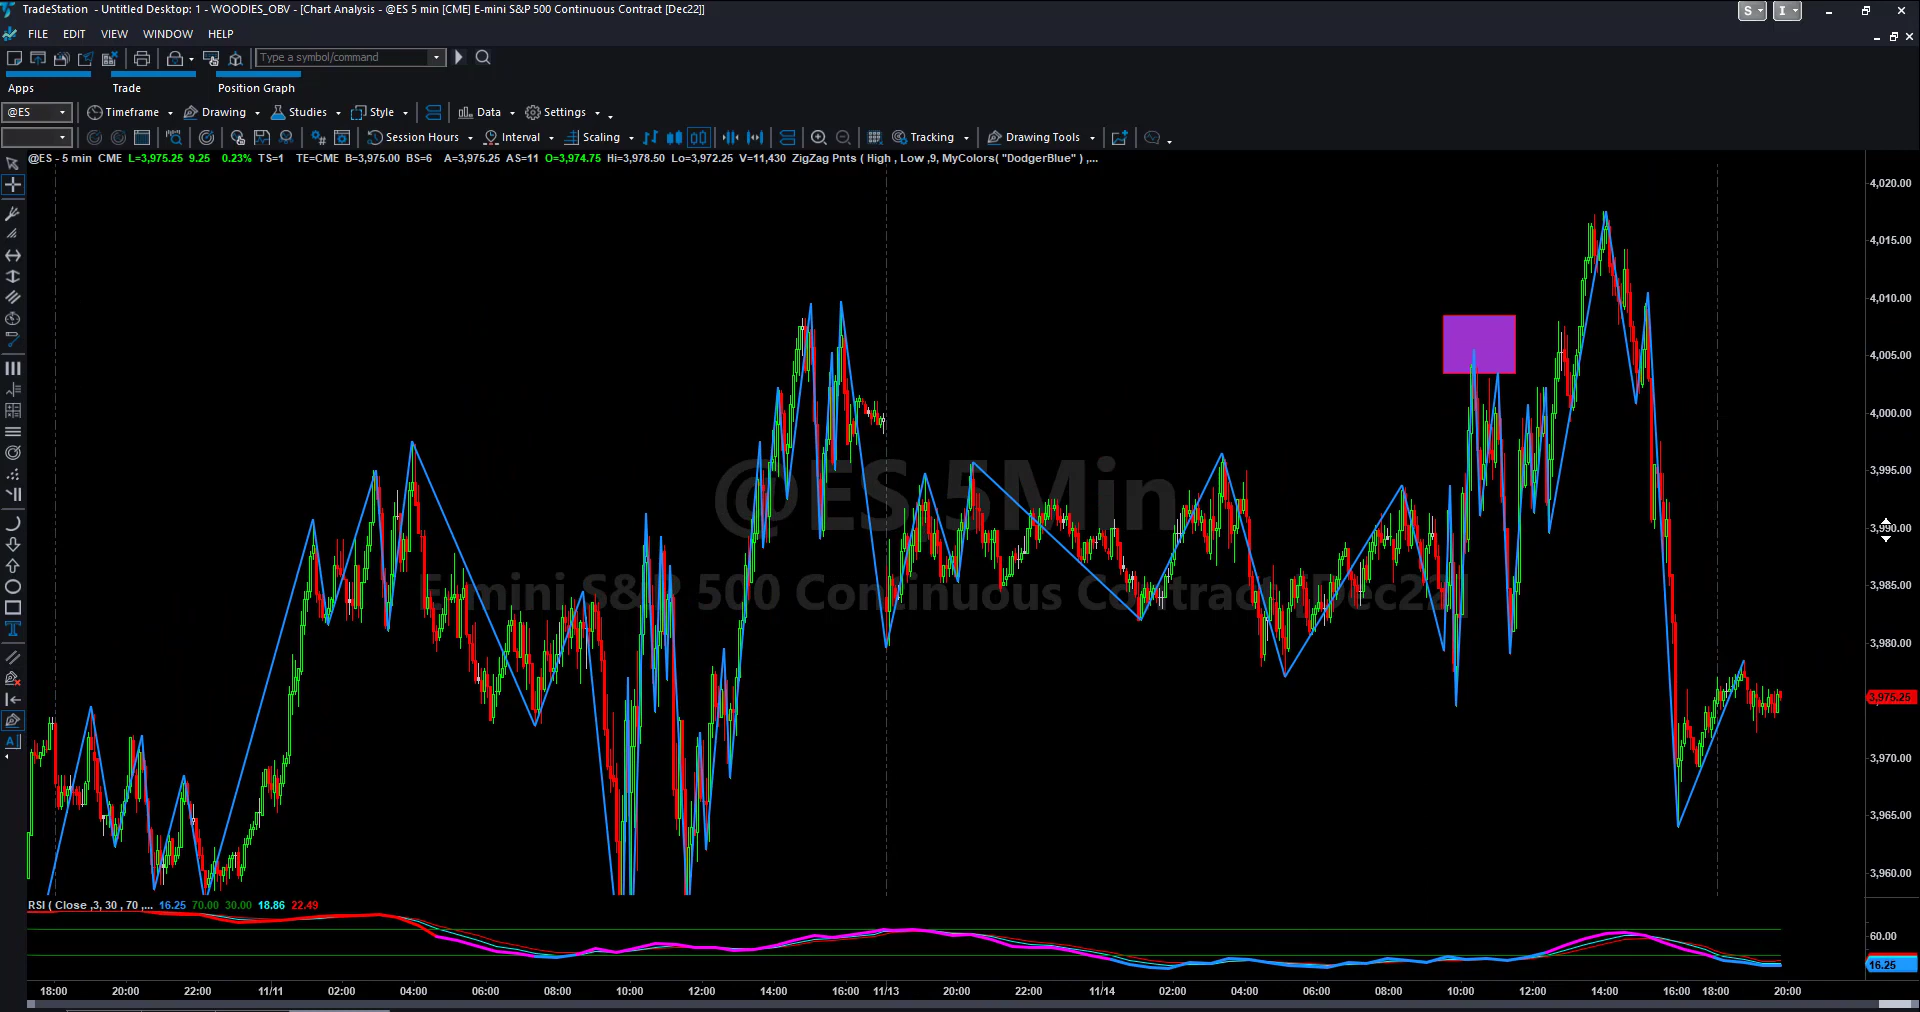 TradeStation - Untitled Desktop: 1 - WOODIES_OBV - [Chart Analysis - @ES 5 min [CME] E-mini S&P 500 Continuous Contract [Dec22]]
S I
FILE EDIT VIEW WINDOW HELP
Type a symbol/command
Apps Trade Position Graph
@ES Timeframe Drawing Studies Style Data Settings
Session Hours Interval Scaling Tracking Drawing Tools
@ES - 5 min CME L=3,975.25 9.25 0.23% TS=1 TE=CME B=3,975.00 BS=6 A=3,975.25 AS=11 O=3,974.75 Hi=3,978.50 Lo=3,972.25 V=11,430 ZigZag Pnts ( High , Low ,9, MyColors( "DodgerBlue" ) ,...
4,020.00
4,015.00
4,010.00
4,005.00
4,000.00
3,995.00
@ES 5Min
3,990.00
E-mini S&P 500 Continuous Contract [Dec22]
3,985.00
3,980.00
3,975.25
3,970.00
3,965.00
3,960.00
RSI ( Close ,3, 30 , 70 ,... 16.25 70.00 30.00 18.86 22.49
60.00
16.25
18:00 20:00 22:00 11/11 02:00 04:00 06:00 08:00 10:00 12:00 14:00 16:00 11/13 20:00 22:00 11/14 02:00 04:00 06:00 08:00 10:00 12:00 14:00 16:00 18:00 20:00